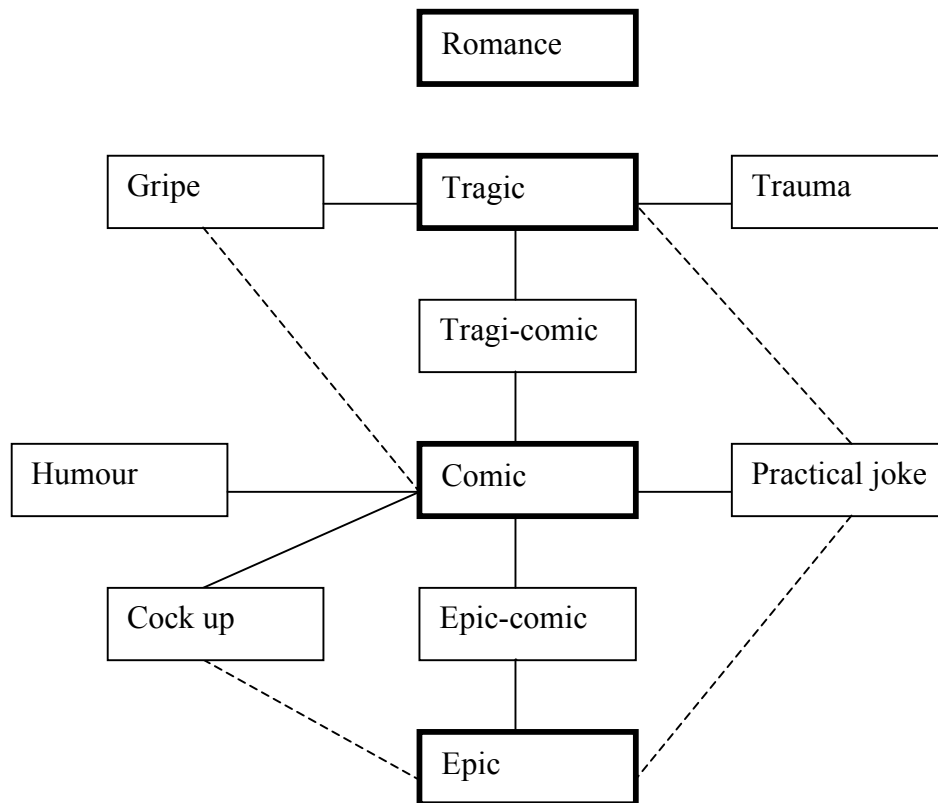 Romance
Gripe
Tragic
Trauma
Tragi-comic
Humour
Comic
Practical joke
Cock up
Epic-comic
Epic